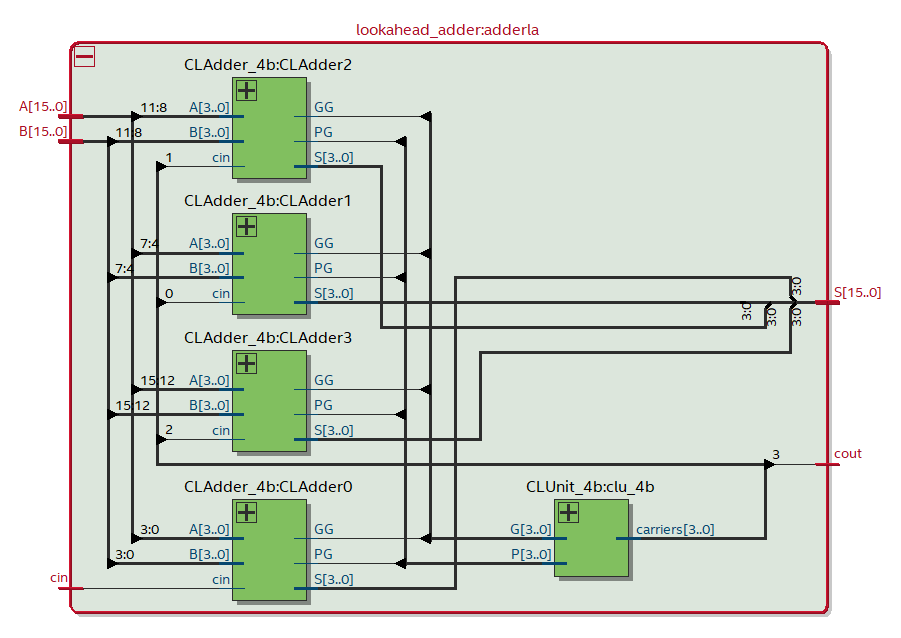 lookahead_adder:adderla
CLAdder_4b:CLAdder2
A[15..0] 11:8 A[3..0] GG
B[15..0] 11:8 B[3..0] PG
1 cin S[3..0]
CLAdder_4b:CLAdder1
7:4 A[3..0] GG
7:4 B[3..0] PG
0 cin S[3..0]
3:0
S[15..0]
3:0 3:0 3:0
CLAdder_4b:CLAdder3
15:12 A[3..0] GG
15:12 B[3..0] PG
2 cin S[3..0]
3 cout
CLAdder_4b:CLAdder0 CLUnit_4b:clu_4b
3:0 A[3..0] GG G[3..0] carriers[3..0]
3:0 B[3..0] PG P[3..0]
cin cin S[3..0]